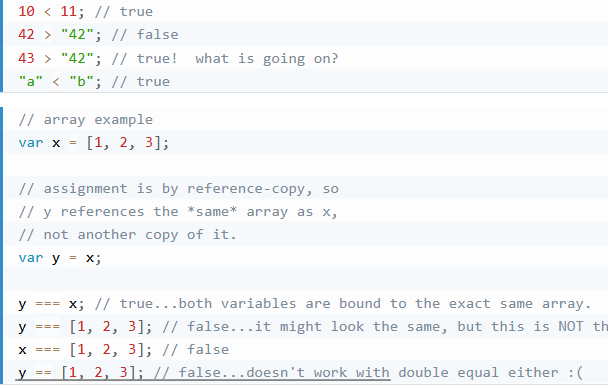 10 < 11; // true
42 > "42"; // false
43 > "42"; // true!  what is going on?
"a" < "b"; // true
// array example
var x = [1, 2, 3];
// assignment is by reference-copy, so
// y references the *same* array as x,
// not another copy of it.
var y = x;
y === x; // true...both variables are bound to the exact same array.
y === [1, 2, 3]; // false...it might look the same, but this is NOT
x === [1, 2, 3]; // false
y == [1, 2, 3]; // false...doesn't work with double equal either :(